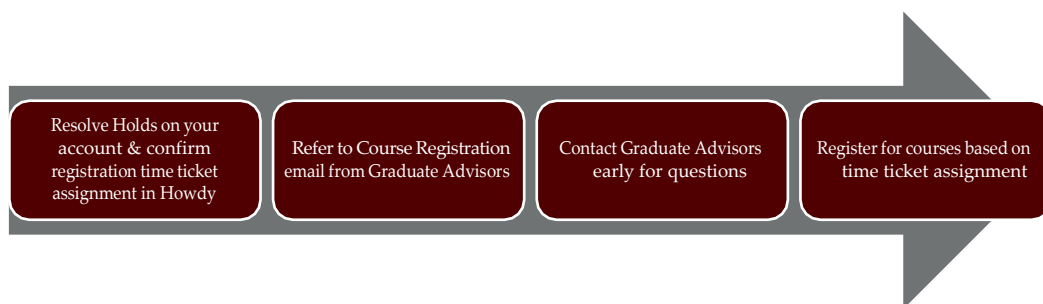 Resolve Holds on your
account & confirm
registration time ticket
assignment in Howdy
Refer to Course Registration
email from Graduate Advisors
Contact Graduate Advisors
early for questions
Register for courses based on
time ticket assignment